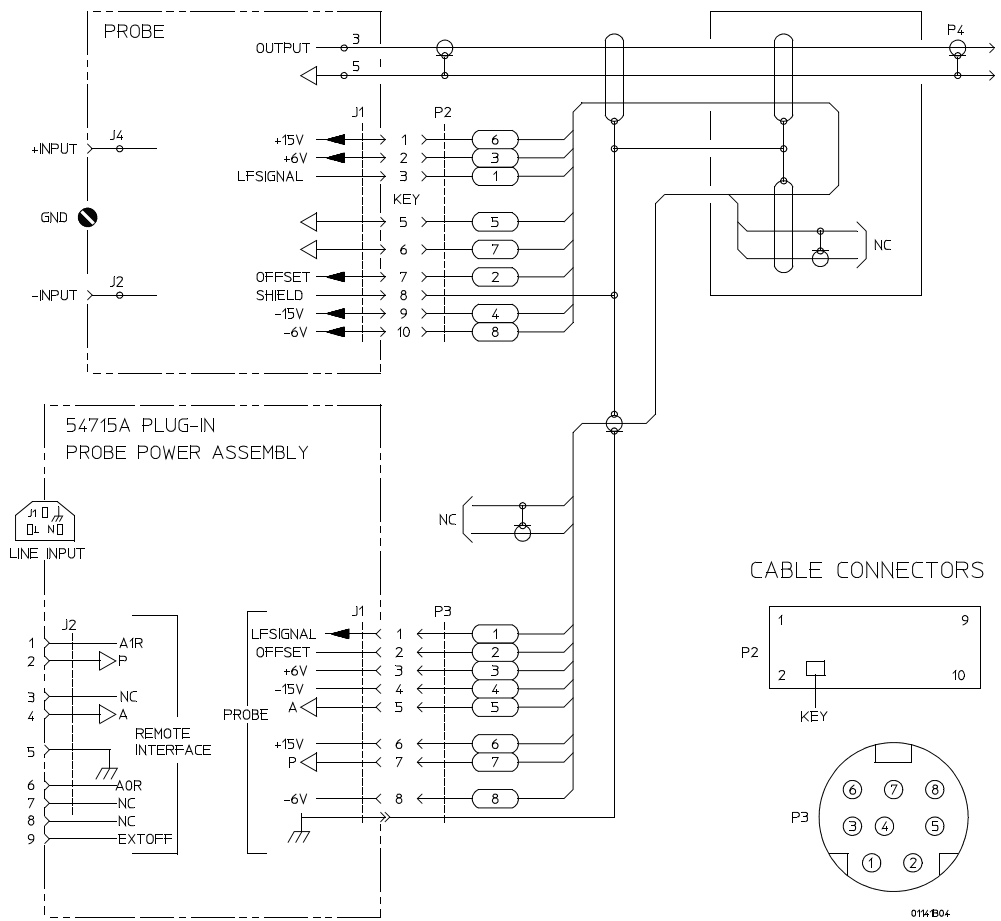 PROBE
OUTPUT 3
5
P4
J1 P2
+INPUT J4
+15V 1 6
+6V 2 3
LFSIGNAL 3 1
KEY
GND
5 5
6 7
NC
OFFSET 7 2
-INPUT J2
SHIELD 8
-15V 9 4
-6V 10 8
54715A PLUG-IN
PROBE POWER ASSEMBLY
J1
L N
LINE INPUT
NC
CABLE CONNECTORS
J1 P3
J2
1 A1R
2 P
3 NC
4 A
5
REMOTE
INTERFACE
6 A0R
7 NC
8 NC
9 EXTOFF
PROBE
LFSIGNAL 1 1
OFFSET 2 2
+6V 3 3
-15V 4 4
A 5 5
+15V 6 6
P 7 7
-6V 8 8
P2
1 9
2 10
KEY
P3
6 7 8
3 4 5
1 2
01141B04